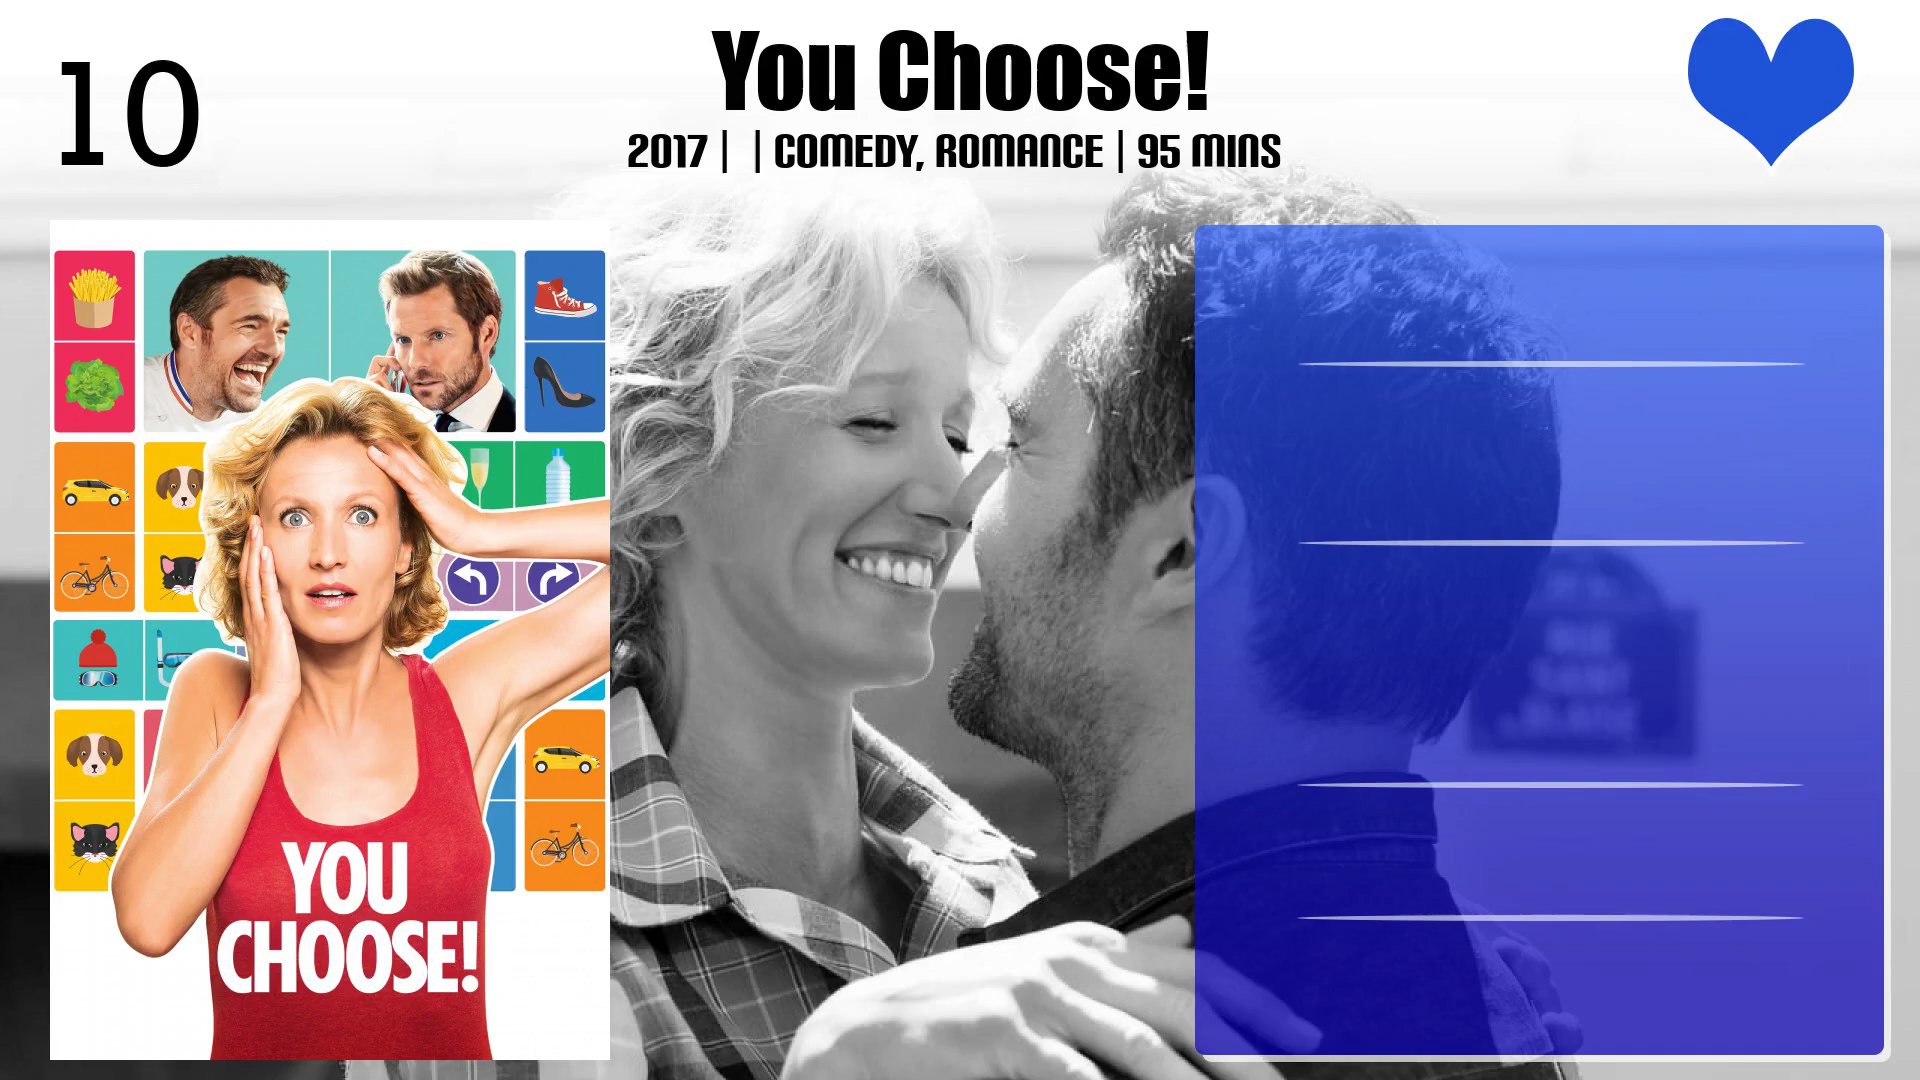 10
You Choose!
2017 | | COMEDY, ROMANCE | 95 MINS
YOU
CHOOSE!